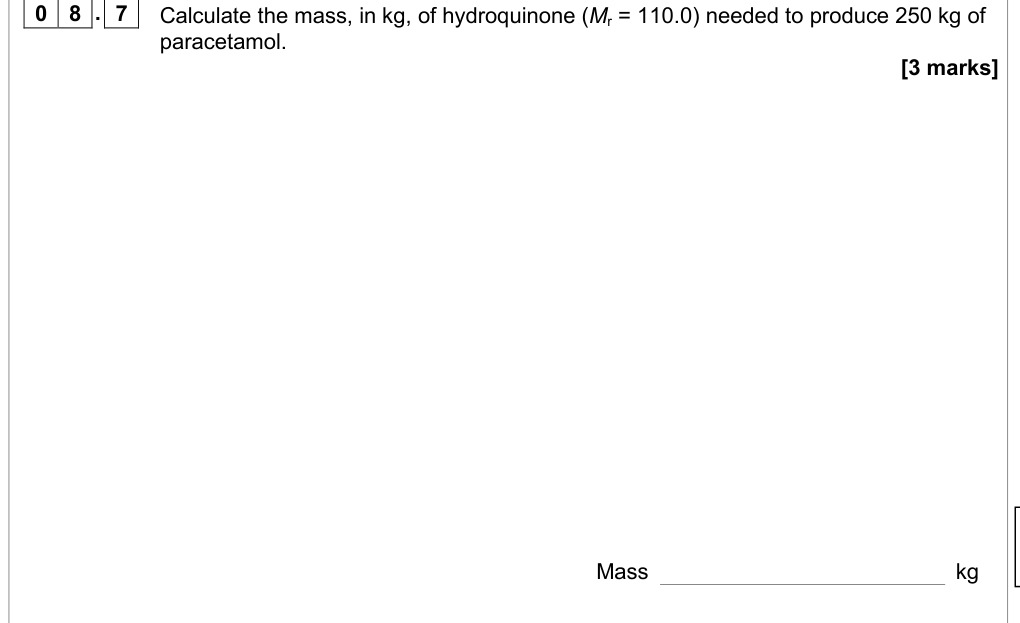 0 8 . 7 Calculate the mass, in kg, of hydroquinone (Mr = 110.0) needed to produce 250 kg of
paracetamol.
[3 marks]
Mass kg